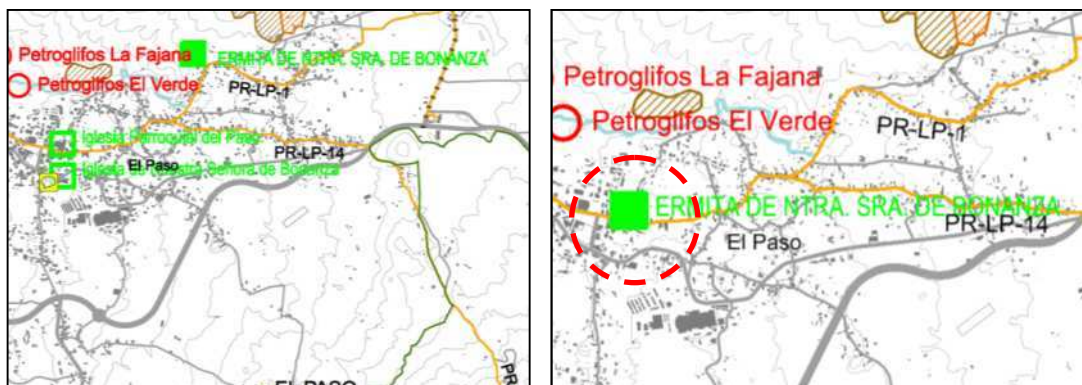 Petroglifos La Fajana
ERMITA DE NTRA. SRA. DE BONANZA
Petroglifos El Verde
PR-LP-1
Iglesia Parroquial del Paso
PR-LP-14
El Paso
Iglesia de Nuestra Señora de Bonanza
PR
EL PASO
Petroglifos La Fajana
Petroglifos El Verde
PR-LP-1
ERMITA DE NTRA. SRA. DE BONANZA
PR-LP-14
El Paso